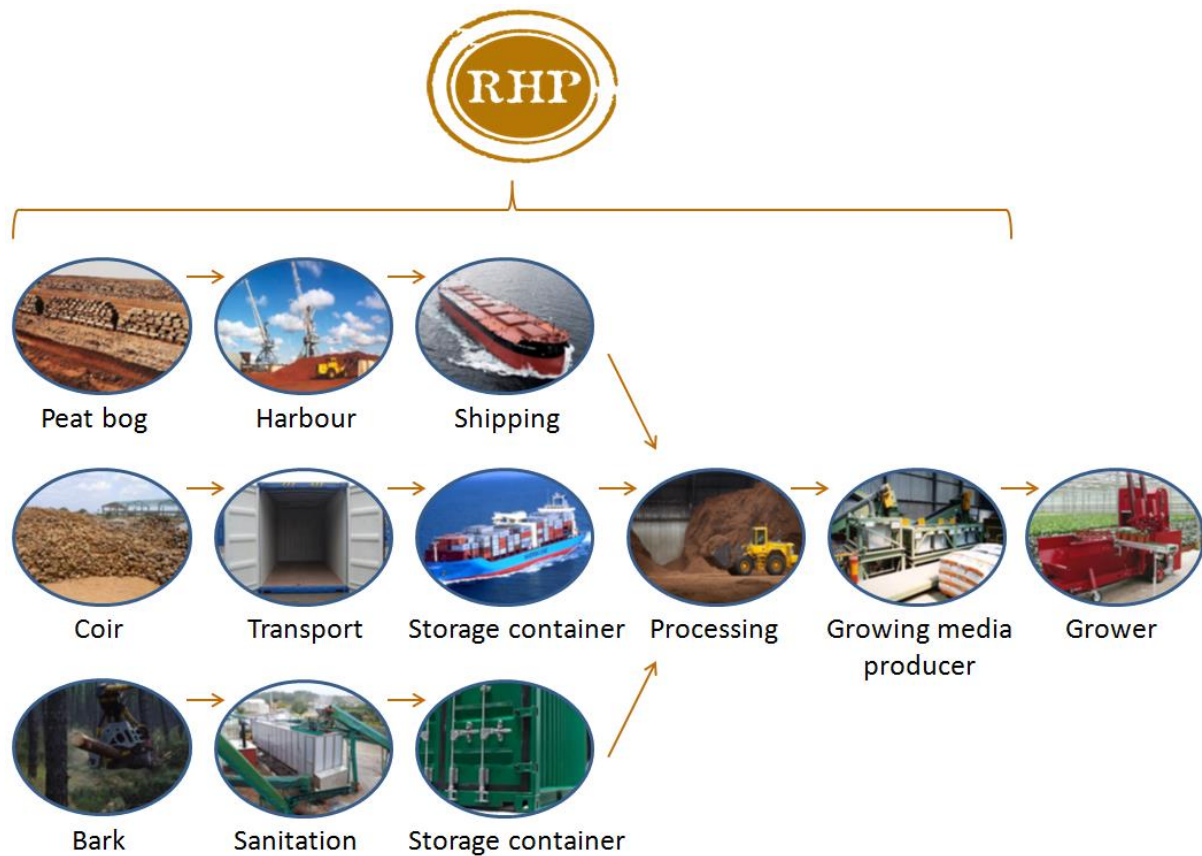 RHP
Peat bog
Harbour
Shipping
Coir
Transport
Storage container
Processing
Growing media
producer
Grower
Bark
Sanitation
Storage container